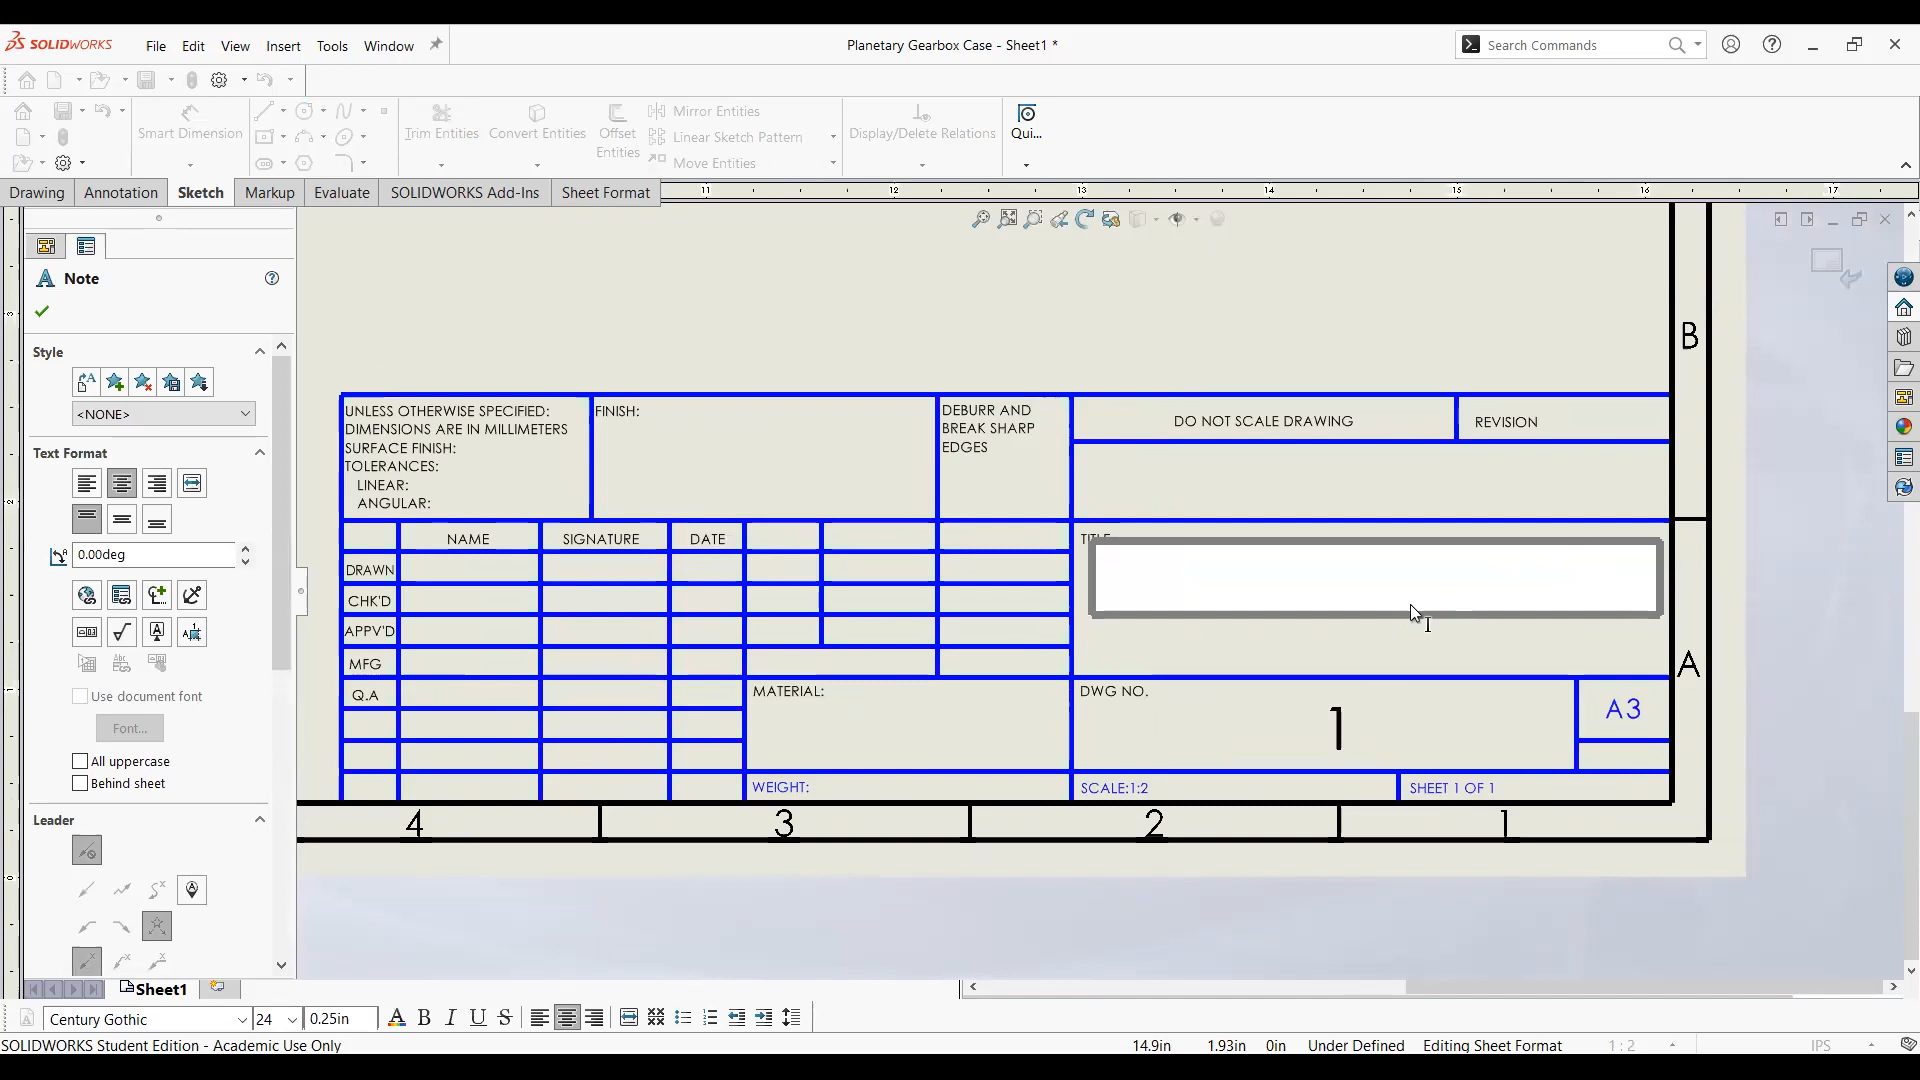 SOLIDWORKS
File Edit View Insert Tools Window
Planetary Gearbox Case - Sheet1 *
Search Commands
Smart Dimension
Trim Entities
Convert Entities
Offset Entities
Mirror Entities
Linear Sketch Pattern
Move Entities
Display/Delete Relations
Qui...
Drawing Annotation Sketch Markup Evaluate SOLIDWORKS Add-Ins Sheet Format
11 12 13 14 15 16 17
Note
Style
<NONE>
Text Format
0.00deg
Use document font
Font...
All uppercase
Behind sheet
Leader
B
A
UNLESS OTHERWISE SPECIFIED:
DIMENSIONS ARE IN MILLIMETERS
SURFACE FINISH:
TOLERANCES:
LINEAR:
ANGULAR:
FINISH:
DEBURR AND
BREAK SHARP
EDGES
DO NOT SCALE DRAWING
REVISION
NAME SIGNATURE DATE
TITLE
DRAWN
CHK'D
APPV'D
MFG
Q.A
MATERIAL:
DWG NO.
1
A3
WEIGHT:
SCALE:1:2
SHEET 1 OF 1
4 3 2 1
Sheet1
Century Gothic 24 0.25in
SOLIDWORKS Student Edition - Academic Use Only
14.9in 1.93in 0in Under Defined Editing Sheet Format 1 : 2 IPS